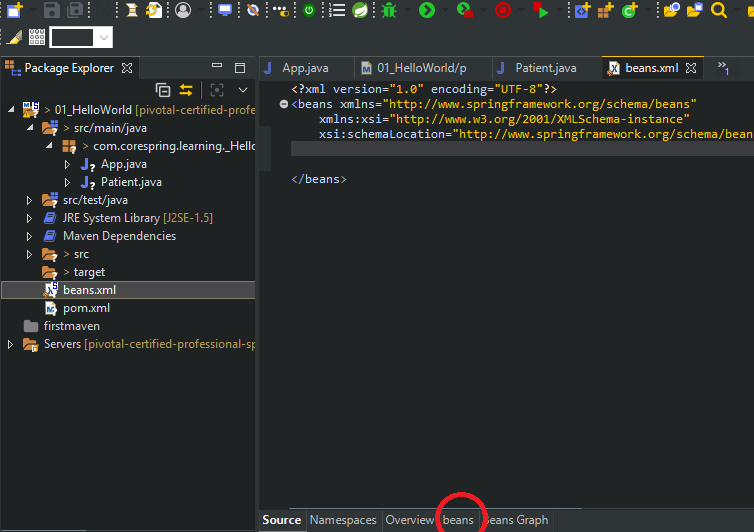 Package Explorer
App.java
01_HelloWorld/p
Patient.java
beans.xml
»1
> 01_HelloWorld [pivotal-certified-profes
> src/main/java
> com.corespring.learning._Hello
> App.java
> Patient.java
src/test/java
JRE System Library [J2SE-1.5]
Maven Dependencies
> src
> target
beans.xml
pom.xml
firstmaven
Servers [pivotal-certified-professional-sp
<?xml version="1.0" encoding="UTF-8"?>
<beans xmlns="http://www.springframework.org/schema/beans"
xmlns:xsi="http://www.w3.org/2001/XMLSchema-instance"
xsi:schemaLocation="http://www.springframework.org/schema/bean
</beans>
Source Namespaces Overview beans Beans Graph